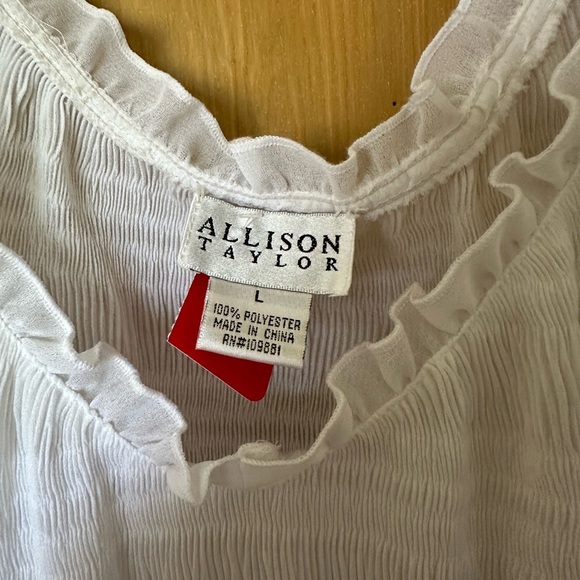 ALLISON
TAYLOR
L
100% POLYESTER
MADE IN CHINA
RN#109881